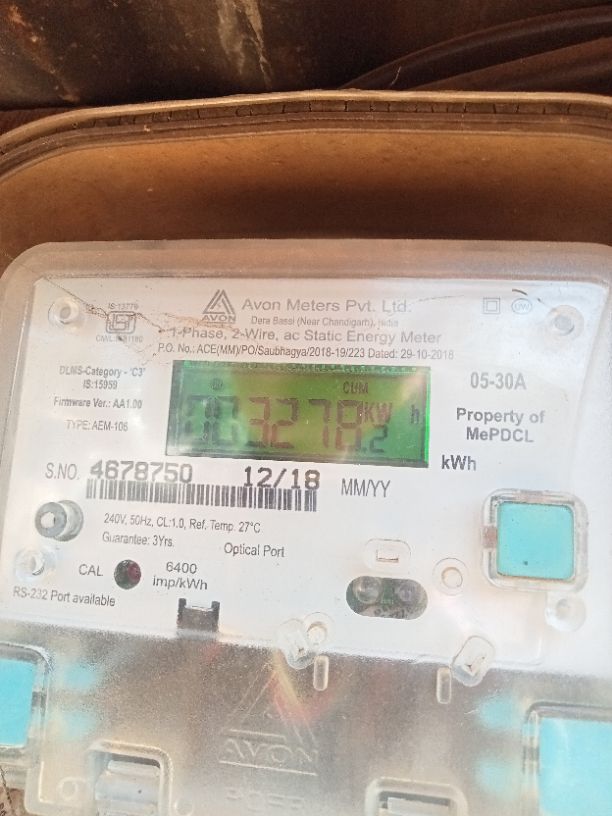 IS:13779
AVON
Avon Meters Pvt. Ltd.
Dera Bassi (Near Chandigarh), India
1-Phase, 2-Wire, ac Static Energy Meter
P.O. No.: ACE(MM)/PO/Saubhagya/2018-19/223 Dated: 29-10-2018
DLMS-Category - 'C3'
IS:15959
Firmware Ver.: AA1.00
TYPE: AEM-106
CUM
003278.2 KW h
05-30A
Property of
MePDCL
kWh
S.NO. 4678750 12/18 MM/YY
240V, 50Hz, CL:1.0, Ref. Temp. 27°C
Guarantee: 3Yrs.
Optical Port
CAL 6400
imp/kWh
RS-232 Port available
AVON